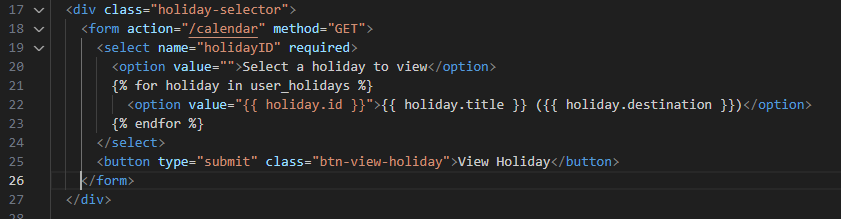 17 <div class="holiday-selector">
18 <form action="/calendar" method="GET">
19 <select name="holidayID" required>
20 <option value="">Select a holiday to view</option>
21 {% for holiday in user_holidays %}
22 <option value="{{ holiday.id }}">{{ holiday.title }} ({{ holiday.destination }})</option>
23 {% endfor %}
24 </select>
25 <button type="submit" class="btn-view-holiday">View Holiday</button>
26 </form>
27 </div>
28